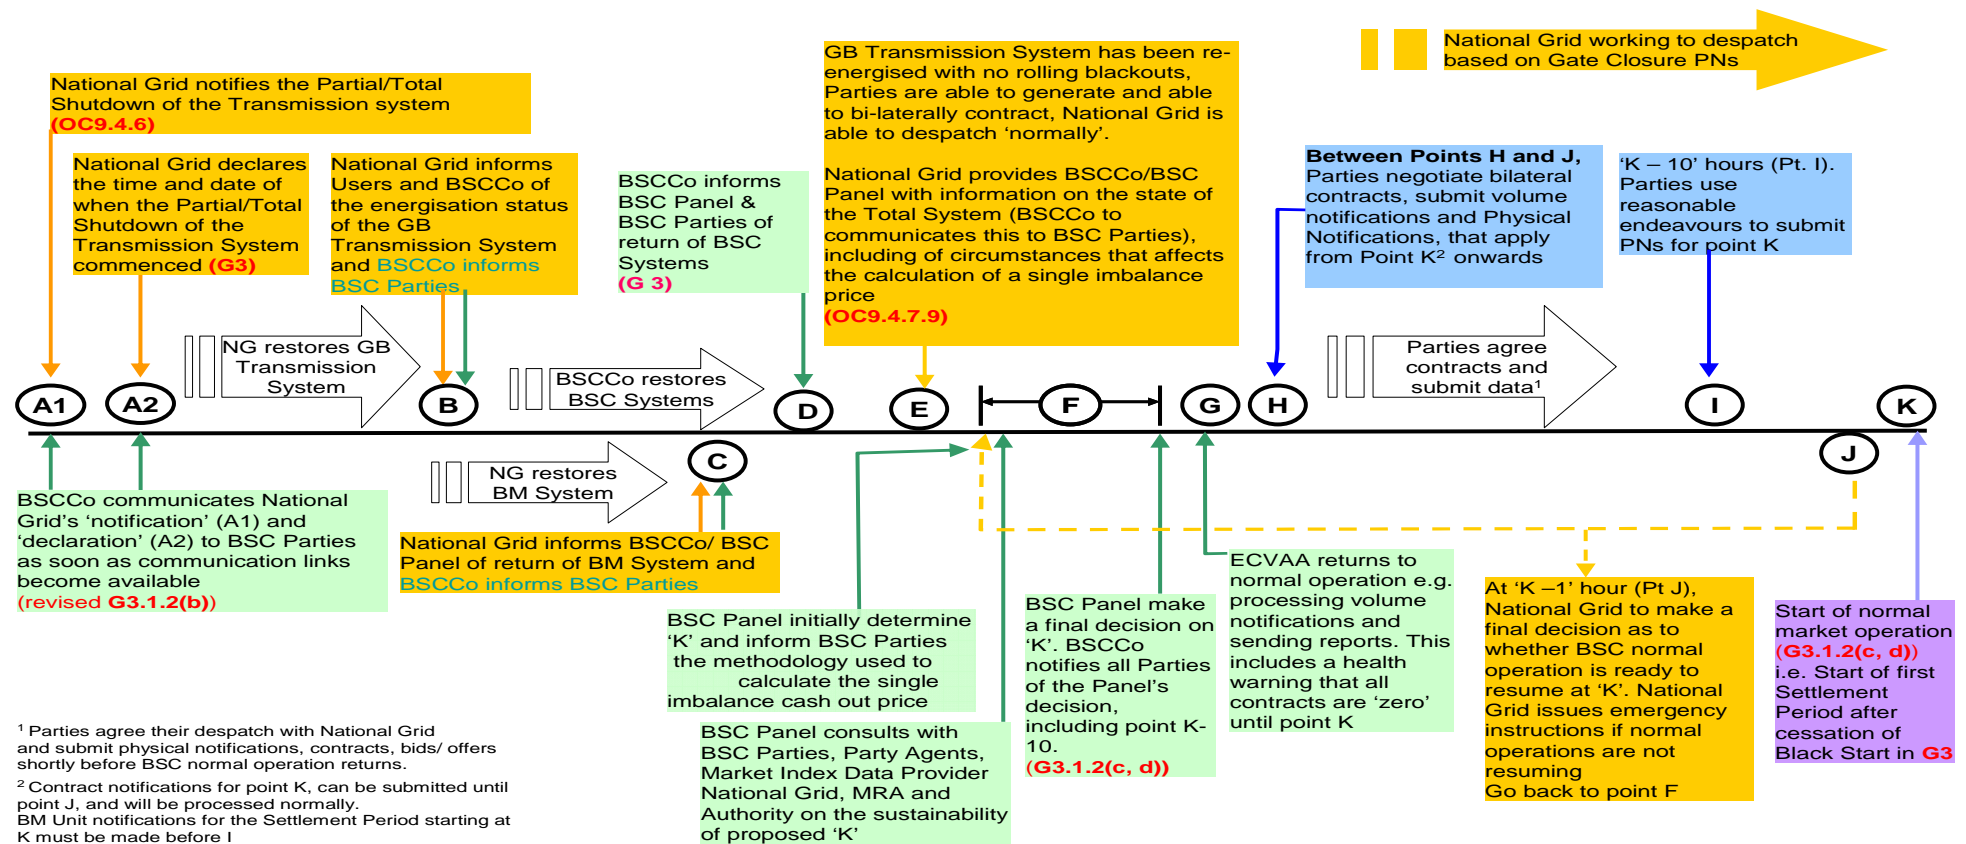 National Grid notifies the Partial/Total
Shutdown of the Transmission system
(OC9.4.6)
National Grid declares
the time and date of
when the Partial/Total
Shutdown of the
Transmission System
commenced (G3)
National Grid informs
Users and BSCCo of
the energisation status
of the GB
Transmission System
and BSCCo informs
BSC Parties
BSCCo informs
BSC Panel &
BSC Parties of
return of BSC
Systems
(G 3)
GB Transmission System has been re-
energised with no rolling blackouts,
Parties are able to generate and able
to bi-laterally contract, National Grid is
able to despatch ‘normally’.
National Grid provides BSCCo/BSC
Panel with information on the state of
the Total System (BSCCo to
communicates this to BSC Parties),
including of circumstances that affects
the calculation of a single imbalance
price
(OC9.4.7.9)
National Grid working to despatch
based on Gate Closure PNs
Between Points H and J,
Parties negotiate bilateral
contracts, submit volume
notifications and Physical
Notifications, that apply
from Point K² onwards
‘K – 10’ hours (Pt. I).
Parties use
reasonable
endeavours to submit
PNs for point K
NG restores GB
Transmission
System
BSCCo restores
BSC Systems
Parties agree
contracts and
submit data¹
A1
A2
B
D
E
F
G
H
I
K
NG restores
BM System
C
J
BSCCo communicates National
Grid’s ‘notification’ (A1) and
‘declaration’ (A2) to BSC Parties
as soon as communication links
become available
(revised G3.1.2(b))
National Grid informs BSCCo/ BSC
Panel of return of BM System and
BSCCo informs BSC Parties
BSC Panel initially determine
‘K’ and inform BSC Parties
the methodology used to
calculate the single
imbalance cash out price
BSC Panel consults with
BSC Parties, Party Agents,
Market Index Data Provider
National Grid, MRA and
Authority on the sustainability
of proposed ‘K’
BSC Panel make
a final decision on
‘K’. BSCCo
notifies all Parties
of the Panel’s
decision,
including point K-
10.
(G3.1.2(c, d))
ECVAA returns to
normal operation e.g.
processing volume
notifications and
sending reports. This
includes a health
warning that all
contracts are ‘zero’
until point K
At ‘K –1’ hour (Pt J),
National Grid to make a
final decision as to
whether BSC normal
operation is ready to
resume at ‘K’. National
Grid issues emergency
instructions if normal
operations are not
resuming
Go back to point F
Start of normal
market operation
(G3.1.2(c, d))
i.e. Start of first
Settlement
Period after
cessation of
Black Start in G3
¹ Parties agree their despatch with National Grid
and submit physical notifications, contracts, bids/ offers
shortly before BSC normal operation returns.
² Contract notifications for point K, can be submitted until
point J, and will be processed normally.
BM Unit notifications for the Settlement Period starting at
K must be made before I